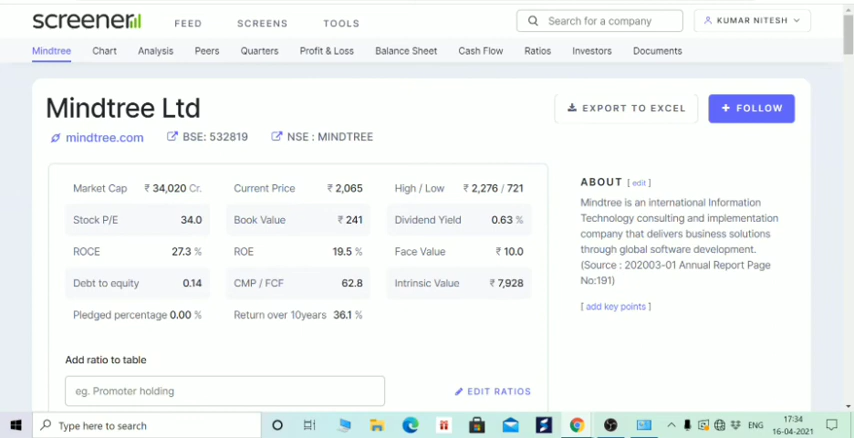 screener FEED SCREENS TOOLS Search for a company KUMAR NITESH
Mindtree Chart Analysis Peers Quarters Profit & Loss Balance Sheet Cash Flow Ratios Investors Documents
Mindtree Ltd EXPORT TO EXCEL + FOLLOW
mindtree.com BSE: 532819 NSE : MINDTREE
Market Cap ₹ 34,020 Cr. Current Price ₹ 2,065 High / Low ₹ 2,276 / 721
Stock P/E 34.0 Book Value ₹ 241 Dividend Yield 0.63 %
ROCE 27.3 % ROE 19.5 % Face Value ₹ 10.0
Debt to equity 0.14 CMP / FCF 62.8 Intrinsic Value ₹ 7,928
Pledged percentage 0.00 % Return over 10years 36.1 %
Add ratio to table
eg. Promoter holding EDIT RATIOS
ABOUT [ edit ]
Mindtree is an international Information
Technology consulting and implementation
company that delivers business solutions
through global software development.
(Source : 202003-01 Annual Report Page
No:191)
[ add key points ]
Type here to search ENG 17:34
16-04-2021